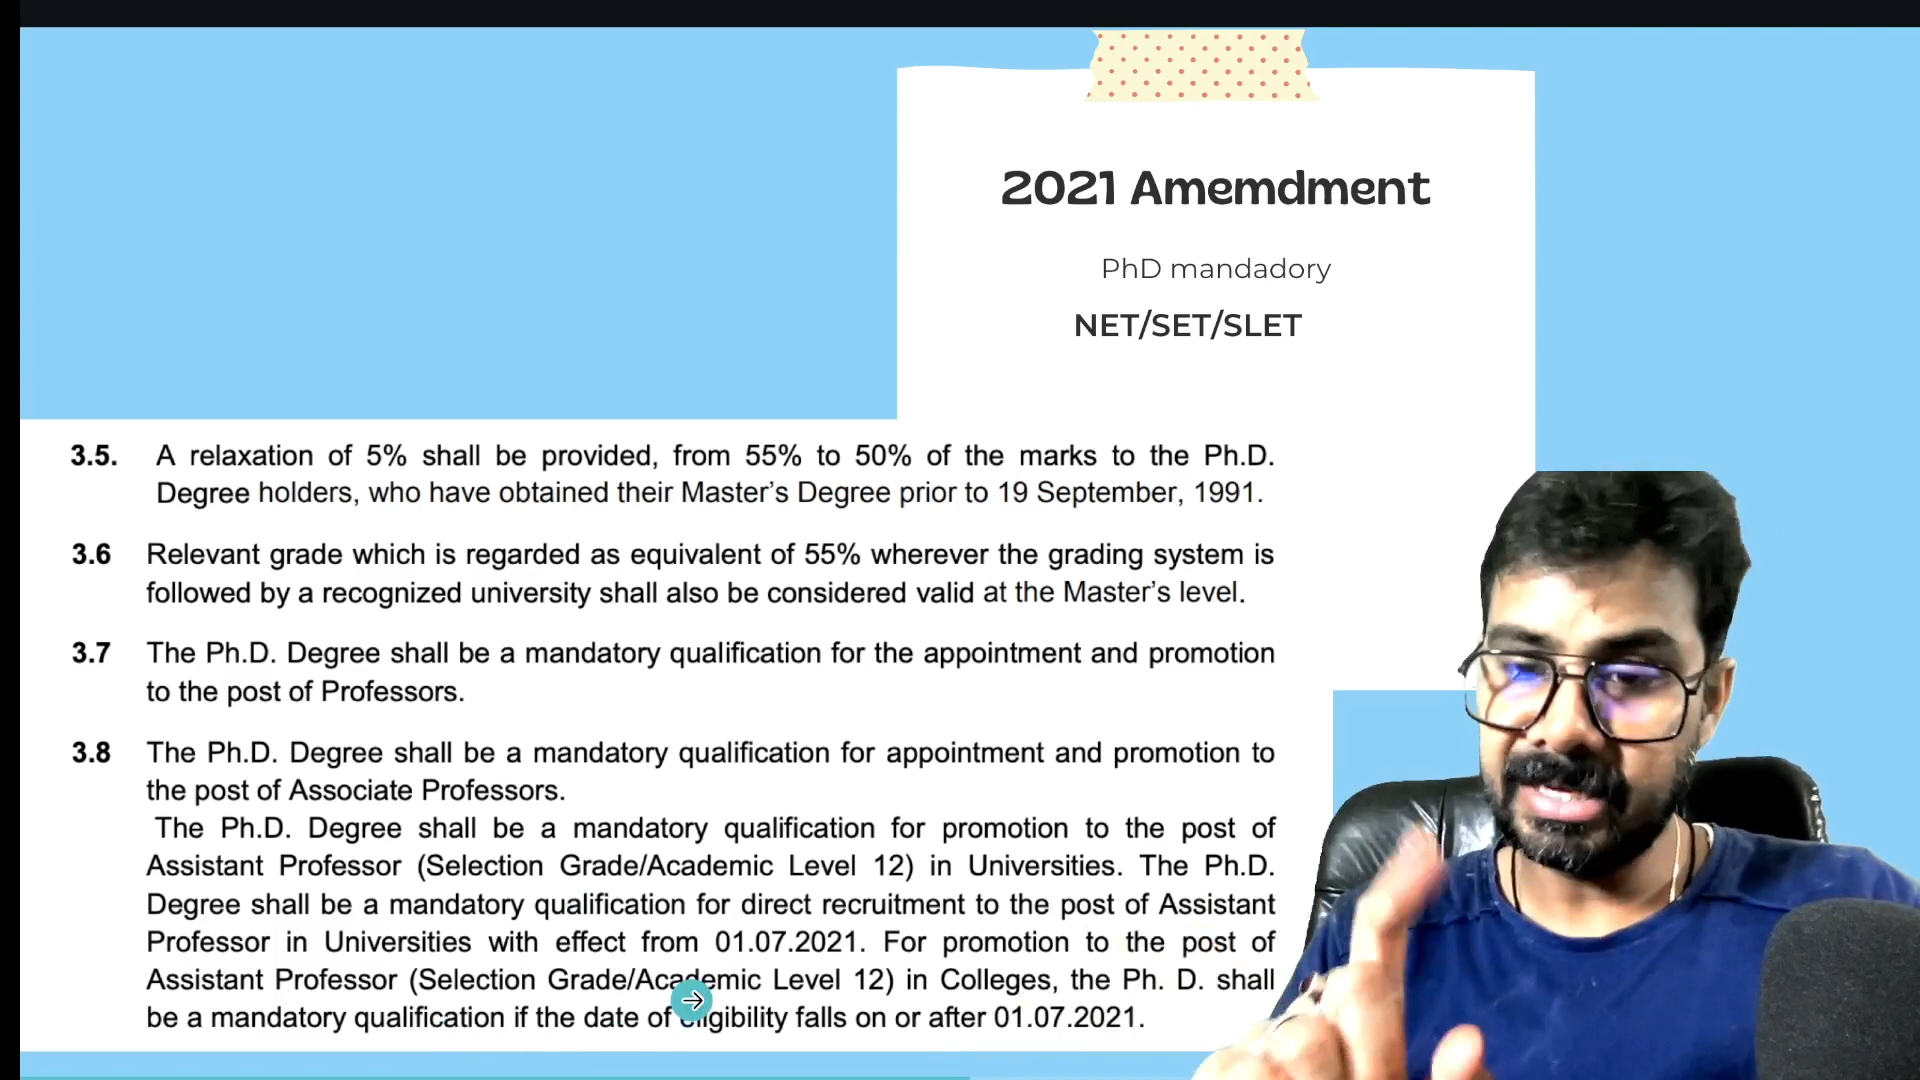 2021 Amemdment
PhD mandadory
NET/SET/SLET
3.5. A relaxation of 5% shall be provided, from 55% to 50% of the marks to the Ph.D.
Degree holders, who have obtained their Master’s Degree prior to 19 September, 1991.
3.6 Relevant grade which is regarded as equivalent of 55% wherever the grading system is
followed by a recognized university shall also be considered valid at the Master’s level.
3.7 The Ph.D. Degree shall be a mandatory qualification for the appointment and promotion
to the post of Professors.
3.8 The Ph.D. Degree shall be a mandatory qualification for appointment and promotion to
the post of Associate Professors.
The Ph.D. Degree shall be a mandatory qualification for promotion to the post of
Assistant Professor (Selection Grade/Academic Level 12) in Universities. The Ph.D.
Degree shall be a mandatory qualification for direct recruitment to the post of Assistant
Professor in Universities with effect from 01.07.2021. For promotion to the post of
Assistant Professor (Selection Grade/Academic Level 12) in Colleges, the Ph. D. shall
be a mandatory qualification if the date of eligibility falls on or after 01.07.2021.